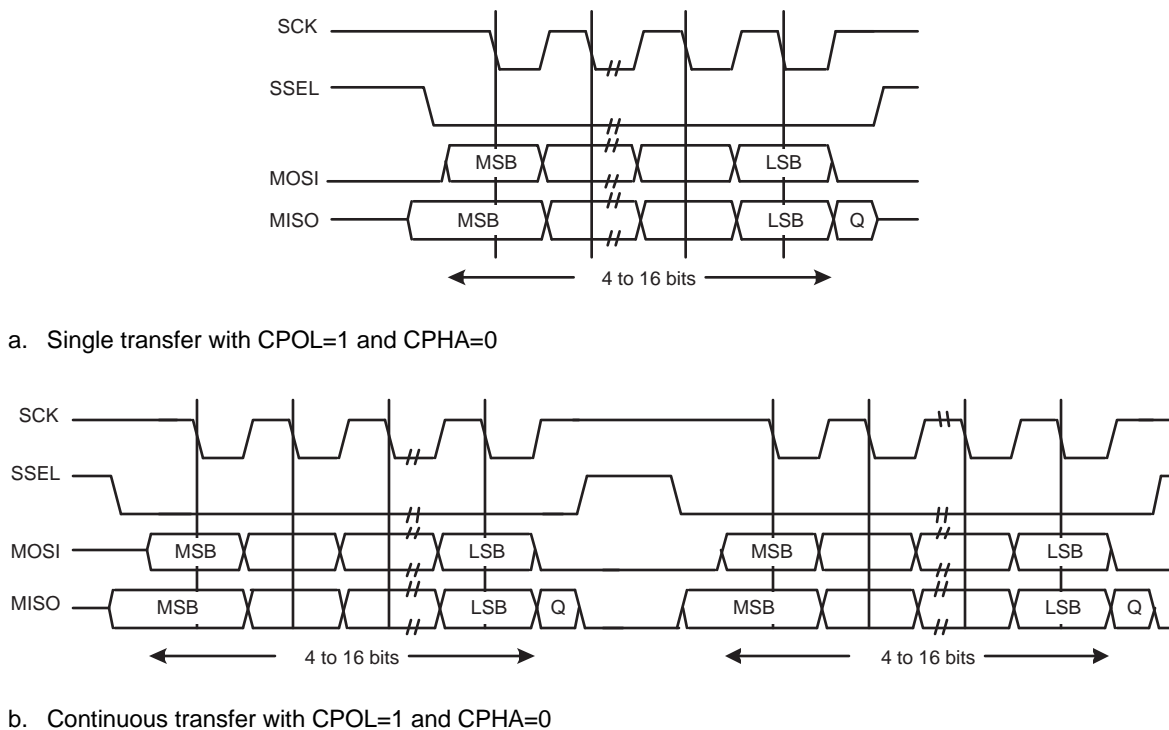 SCK
SSEL
MOSI
MSB
LSB
MISO
MSB
LSB
Q
4 to 16 bits
a. Single transfer with CPOL=1 and CPHA=0
SCK
SSEL
MOSI
MSB
LSB
MSB
LSB
MISO
MSB
LSB
Q
MSB
LSB
Q
4 to 16 bits
4 to 16 bits
b. Continuous transfer with CPOL=1 and CPHA=0